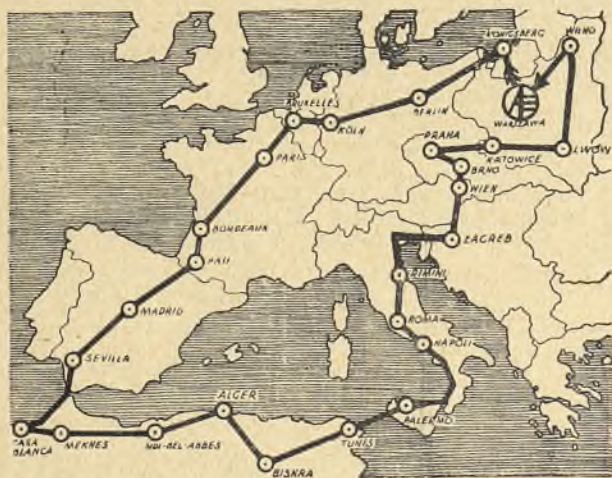 KÖNIGSBERG
WILNO
WARSZAWA
BERLIN
BRUXELLES
KÖLN
PARIS
PRAHA
KATOWICE
LWÓW
BRNO
WIEN
BORDEAUX
ZAGREB
PAU
RIMINI
MADRID
ROMA
NAPOLI
SEVILLA
ALGER
PALERMO
CASA
BLANCA
MEKNES
SIDI-BEL-ABBES
TUNIS
BISKRA